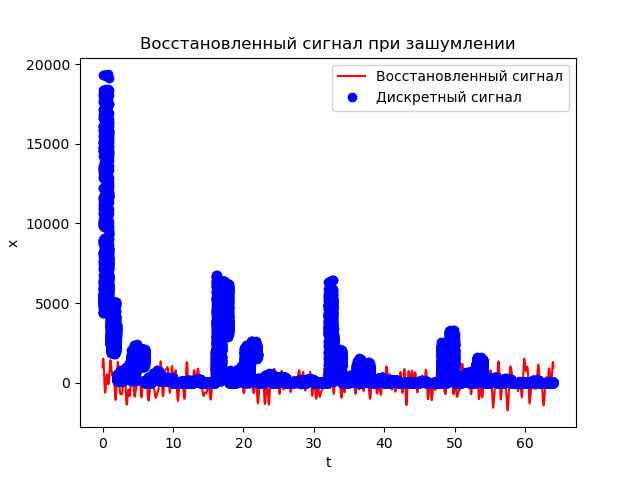 Восстановленный сигнал при зашумлении
Восстановленный сигнал
Дискретный сигнал
20000
15000
10000
5000
0
x
0 10 20 30 40 50 60
t